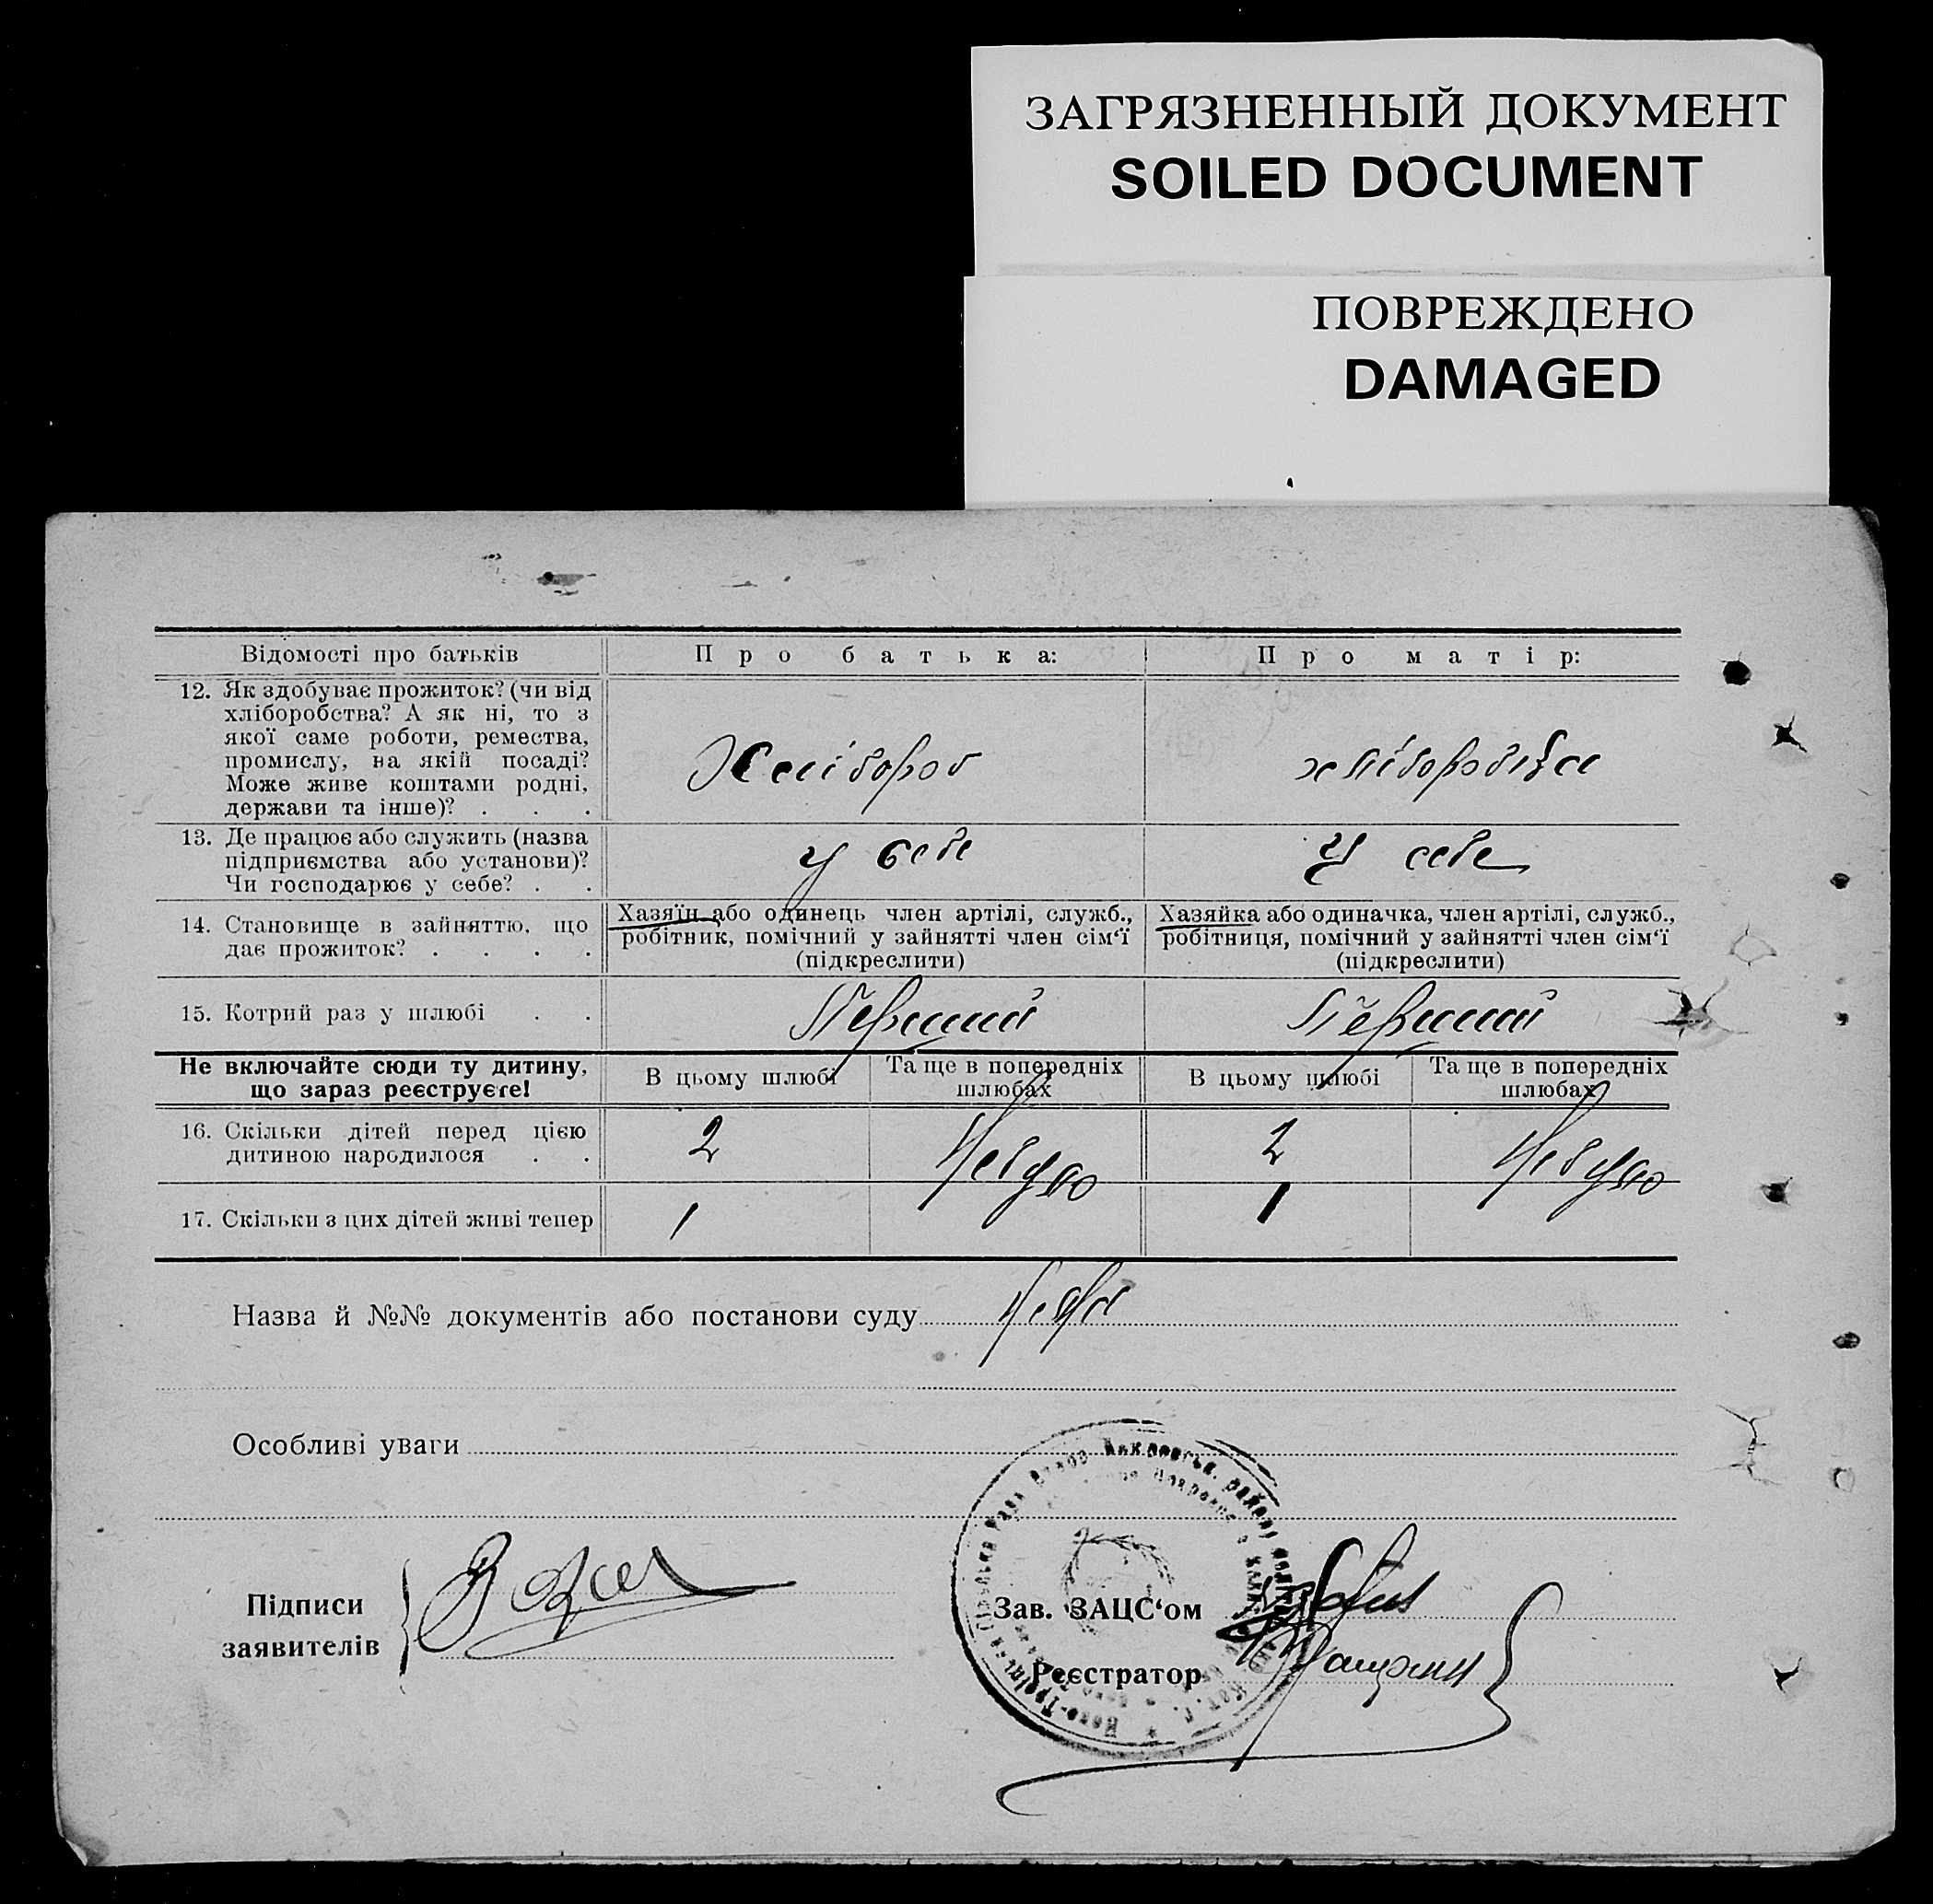 ЗАГРЯЗНЕННЫЙ ДОКУМЕНТ
SOILED DOCUMENT
ПОВРЕЖДЕНО
DAMAGED
Відомості про батьків
Про батька:
Про матір:
12. Як здобуває прожиток? (чи від
хліборобства? А як ні, то з
якої саме роботи, ремества,
промислу, на якій посаді?
Може живе коштами родні,
держави та інше)? . . .
Хлібороб
хліборобка
13. Де працює або служить (назва
підприємства або установи)?
Чи господарює у себе? . .
у себе
У себе
14. Становище в зайняттю, що
дає прожиток? . . . .
Хазяїн або одинець член артілі, служб.,
робітник, помічний у зайнятті член сім‘ї
(підкреслити)
Хазяйка або одиначка, член артілі, служб.,
робітниця, помічний у зайнятті член сім‘ї
(підкреслити)
15. Котрий раз у шлюбі . .
Перший
Перший
Не включайте сюди ту дитину,
що зараз реєструєте!
В цьому шлюбі
Та ще в попередніх
шлюбах
В цьому шлюбі
Та ще в попередніх
шлюбах
16. Скільки дітей перед цією
дитиною народилося . .
2
Не було
2
Не було
17. Скільки з цих дітей живі тепер
1
1
Назва й №№ документів або постанови суду
Особливі уваги
Підписи
заявителів
Зав. ЗАЦС‘ом
Реєстратор